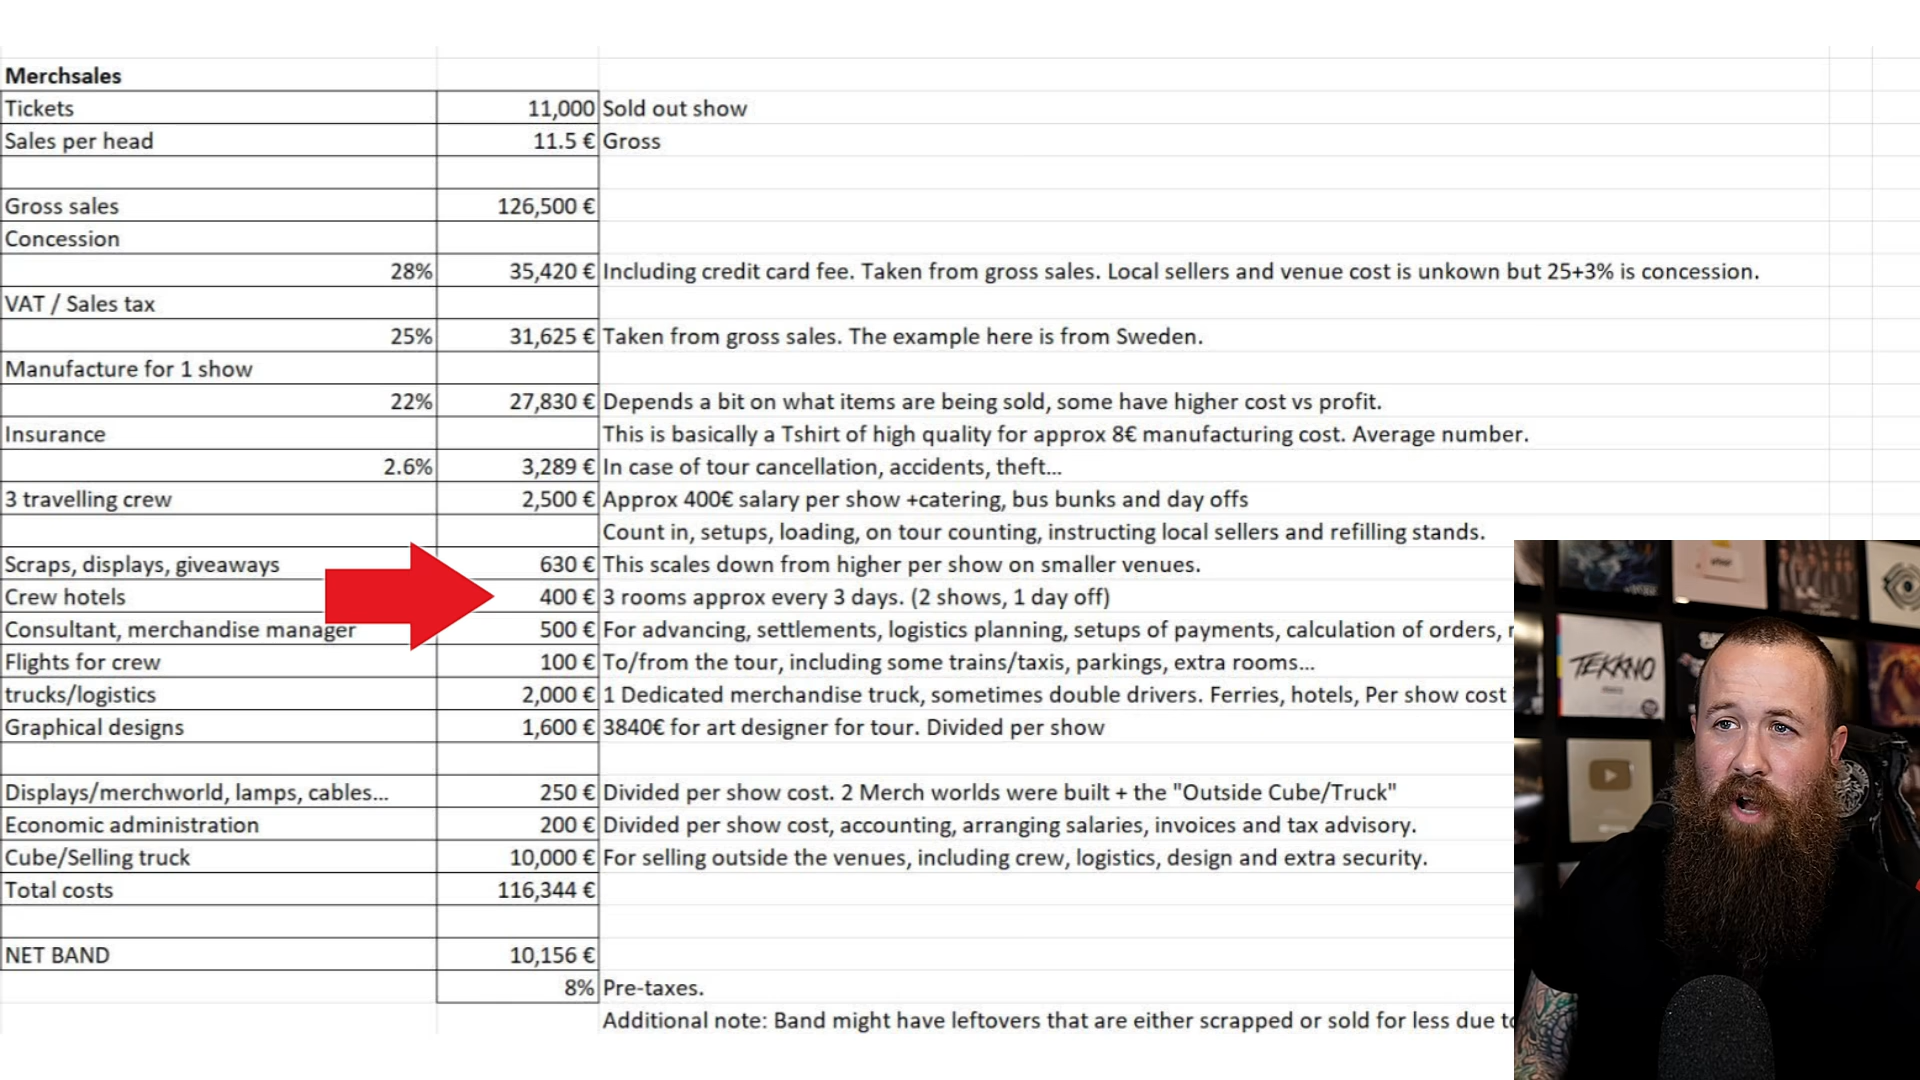 Merchsales
Tickets 11,000 Sold out show
Sales per head 11.5 € Gross
Gross sales 126,500 €
Concession
28% 35,420 € Including credit card fee. Taken from gross sales. Local sellers and venue cost is unkown but 25+3% is concession.
VAT / Sales tax
25% 31,625 € Taken from gross sales. The example here is from Sweden.
Manufacture for 1 show
22% 27,830 € Depends a bit on what items are being sold, some have higher cost vs profit.
Insurance This is basically a Tshirt of high quality for approx 8€ manufacturing cost. Average number.
2.6% 3,289 € In case of tour cancellation, accidents, theft...
3 travelling crew 2,500 € Approx 400€ salary per show +catering, bus bunks and day offs
Count in, setups, loading, on tour counting, instructing local sellers and refilling stands.
Scraps, displays, giveaways 630 € This scales down from higher per show on smaller venues.
Crew hotels 400 € 3 rooms approx every 3 days. (2 shows, 1 day off)
Consultant, merchandise manager 500 € For advancing, settlements, logistics planning, setups of payments, calculation of orders,
Flights for crew 100 € To/from the tour, including some trains/taxis, parkings, extra rooms...
trucks/logistics 2,000 € 1 Dedicated merchandise truck, sometimes double drivers. Ferries, hotels, Per show cost
Graphical designs 1,600 € 3840€ for art designer for tour. Divided per show
Displays/merchworld, lamps, cables... 250 € Divided per show cost. 2 Merch worlds were built + the "Outside Cube/Truck"
Economic administration 200 € Divided per show cost, accounting, arranging salaries, invoices and tax advisory.
Cube/Selling truck 10,000 € For selling outside the venues, including crew, logistics, design and extra security.
Total costs 116,344 €
NET BAND 10,156 €
8% Pre-taxes.
Additional note: Band might have leftovers that are either scrapped or sold for less due
TEKKNO